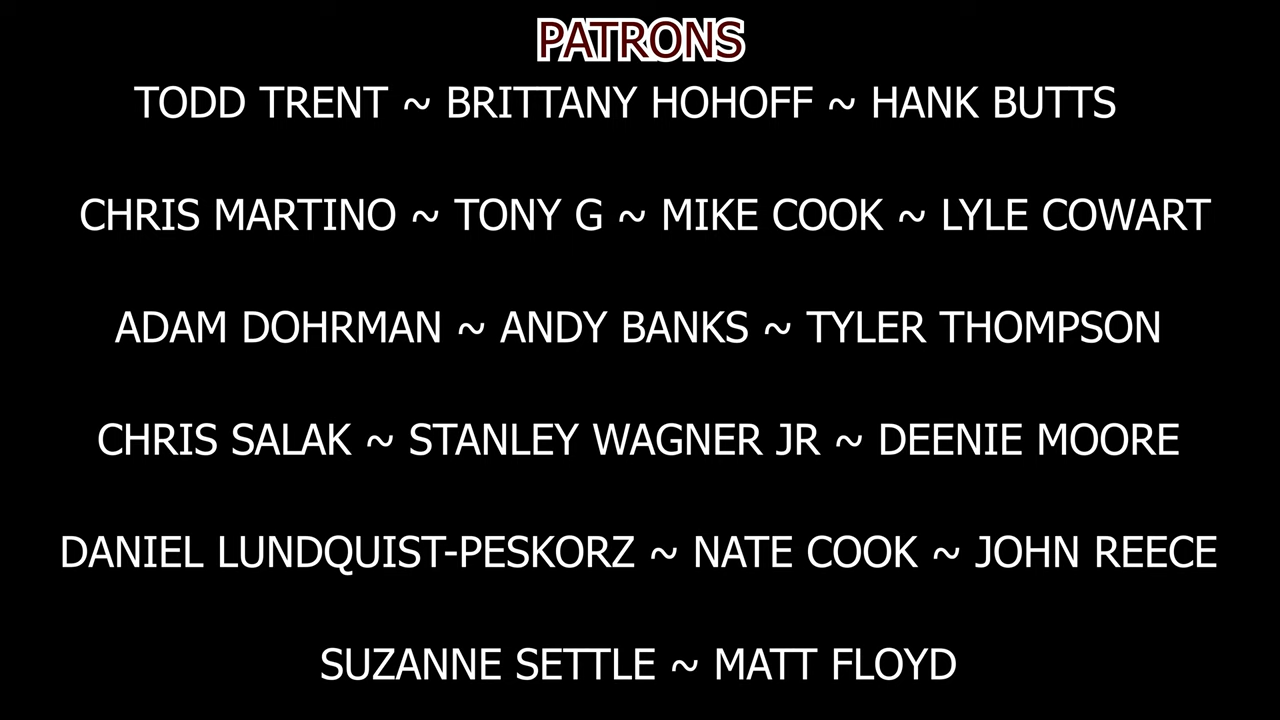 PATRONS
TODD TRENT ~ BRITTANY HOHOFF ~ HANK BUTTS
CHRIS MARTINO ~ TONY G ~ MIKE COOK ~ LYLE COWART
ADAM DOHRMAN ~ ANDY BANKS ~ TYLER THOMPSON
CHRIS SALAK ~ STANLEY WAGNER JR ~ DEENIE MOORE
DANIEL LUNDQUIST-PESKORZ ~ NATE COOK ~ JOHN REECE
SUZANNE SETTLE ~ MATT FLOYD